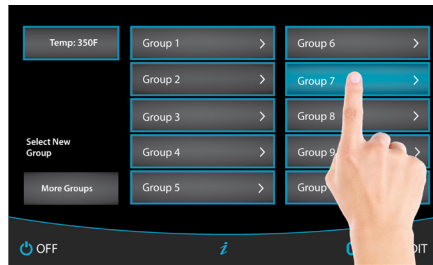 Temp: 350F
Select New
Group
More Groups
Group 1
Group 2
Group 3
Group 4
Group 5
Group 6
Group 7
Group 8
Group 9
Group
OFF
i